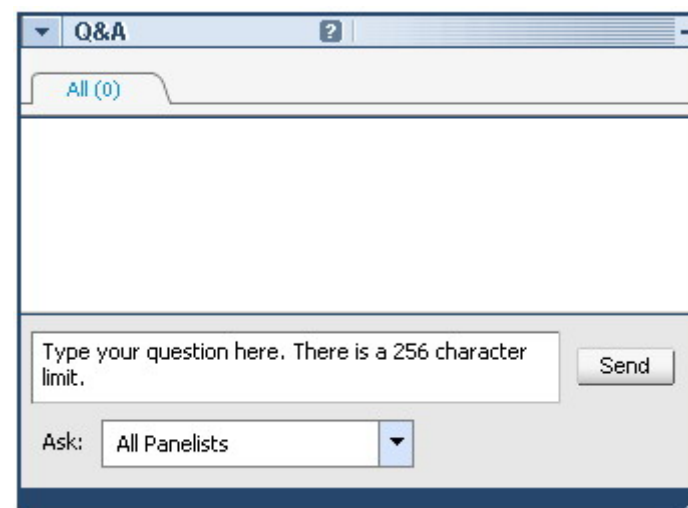 Q&A ?
All (0)
Type your question here. There is a 256 character
limit.
Send
Ask: All Panelists